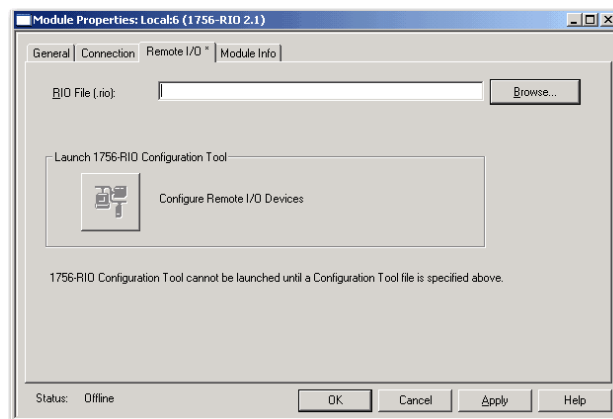 Module Properties: Local:6 (1756-RIO 2.1)
General Connection Remote I/O * Module Info
RIO File (.rio): Browse...
Launch 1756-RIO Configuration Tool
Configure Remote I/O Devices
1756-RIO Configuration Tool cannot be launched until a Configuration Tool file is specified above.
Status: Offline OK Cancel Apply Help